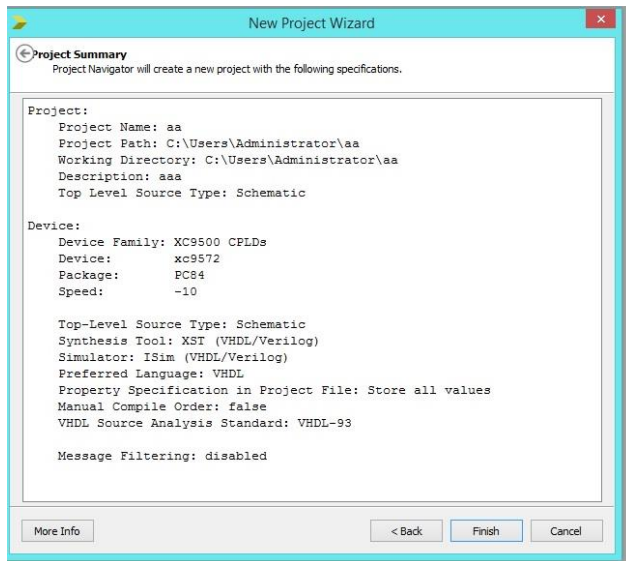 New Project Wizard
Project Summary
Project Navigator will create a new project with the following specifications.
Project:
Project Name: aa
Project Path: C:\Users\Administrator\aa
Working Directory: C:\Users\Administrator\aa
Description: aaa
Top Level Source Type: Schematic
Device:
Device Family: XC9500 CPLDs
Device: xc9572
Package: PC84
Speed: -10
Top-Level Source Type: Schematic
Synthesis Tool: XST (VHDL/Verilog)
Simulator: ISim (VHDL/Verilog)
Preferred Language: VHDL
Property Specification in Project File: Store all values
Manual Compile Order: false
VHDL Source Analysis Standard: VHDL-93
Message Filtering: disabled
More Info < Back Finish Cancel